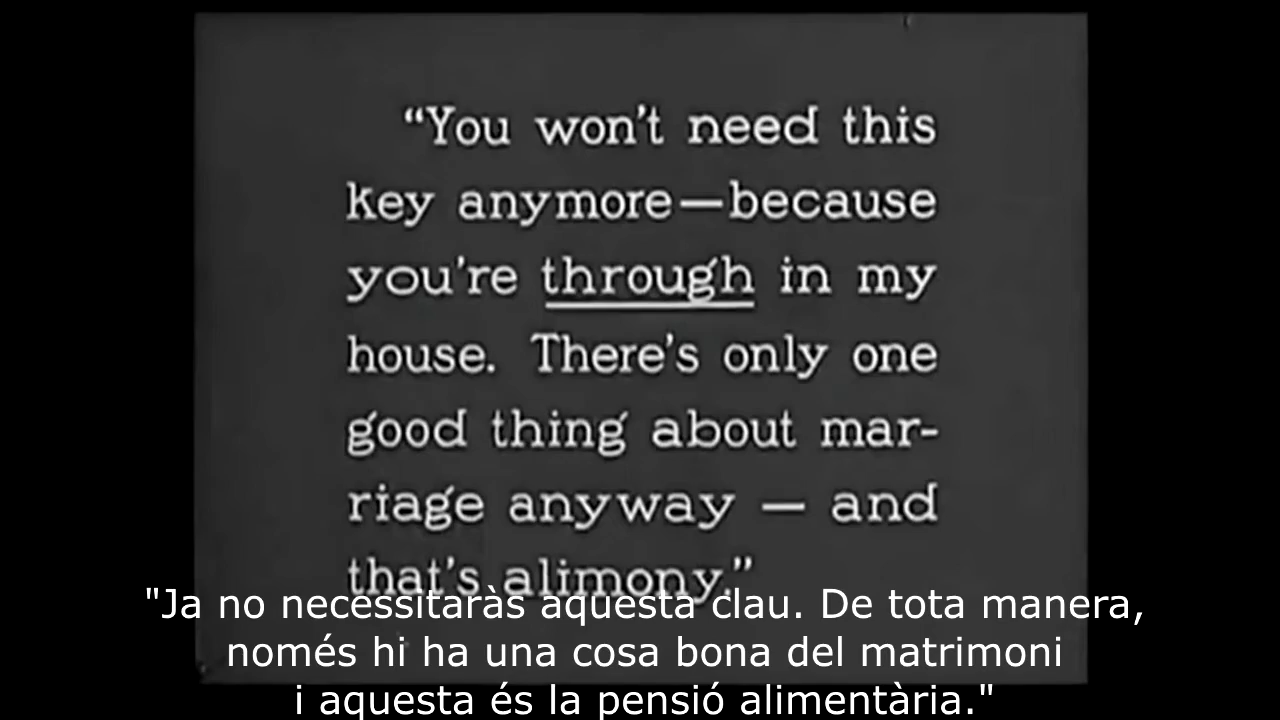 “You won't need this
key anymore—because
you're through in my
house. There's only one
good thing about mar-
riage anyway — and
that's alimony.”
"Ja no necessitaràs aquesta clau. De tota manera,
només hi ha una cosa bona del matrimoni
i aquesta és la pensió alimentària."